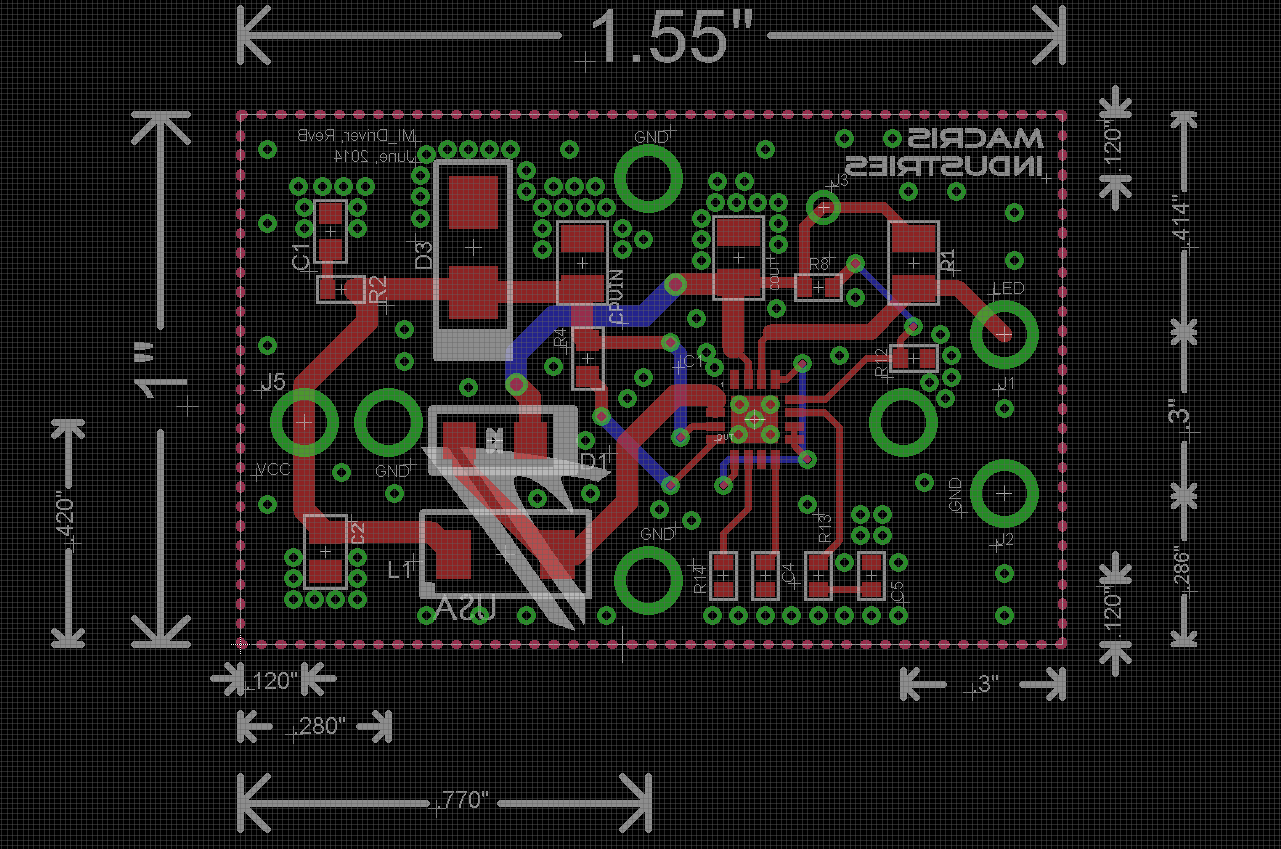 1.55"
MI_Driver, RevB
June, 2014
GND
MACRIS
INDUSTRIES
.120"
J3
.414"
C1
R2
D3
CPUIN
COUT
R8
R1
LED
1"
R4
IC1
R12
J1
J5
.3"
VCC
GND
D1
GND
.420"
C2
GND
R13
J2
L1
R14
C4
C5
.286"
USA
.120"
.120"
.3"
.280"
.770"